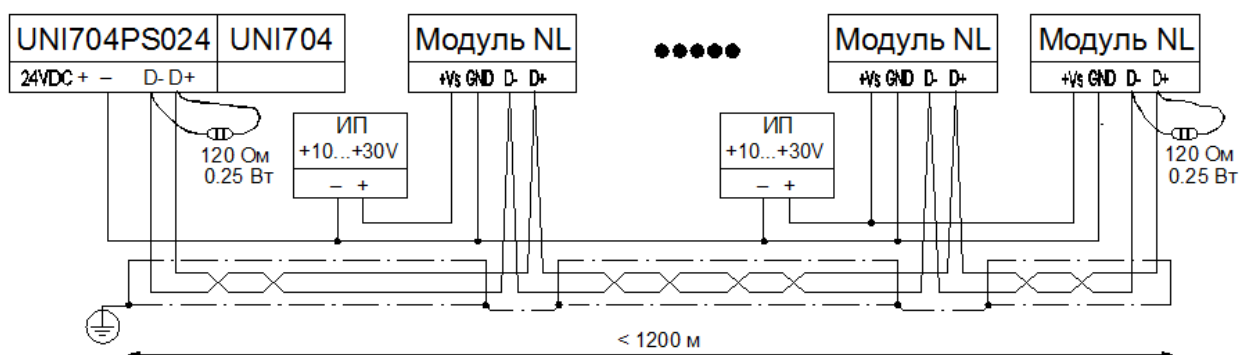 UNI704PS024 UNI704 Модуль NL Модуль NL Модуль NL
24VDC + – D- D+ +Vs GND D- D+ +Vs GND D- D+ +Vs GND D- D+
ИП ИП
+10...+30V +10...+30V
– + – +
120 Ом 120 Ом
0.25 Вт 0.25 Вт
< 1200 м